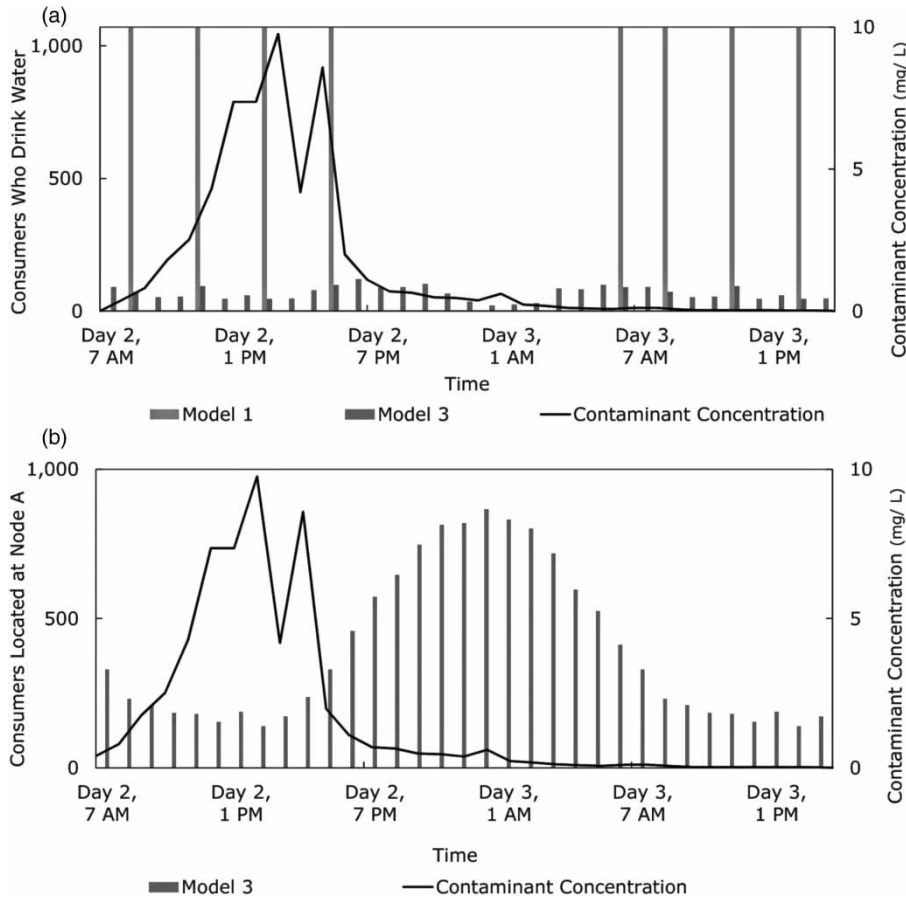 (a)
1,000
500
0
Consumers Who Drink Water
10
5
0
Contaminant Concentration (mg/ L)
Day 2, 7 AM
Day 2, 1 PM
Day 2, 7 PM
Day 3, 1 AM
Day 3, 7 AM
Day 3, 1 PM
Time
Model 1 Model 3 Contaminant Concentration
(b)
1,000
500
0
Consumers Located at Node A
10
5
0
Contaminant Concentration (mg/ L)
Day 2, 7 AM
Day 2, 1 PM
Day 2, 7 PM
Day 3, 1 AM
Day 3, 7 AM
Day 3, 1 PM
Time
Model 3 Contaminant Concentration